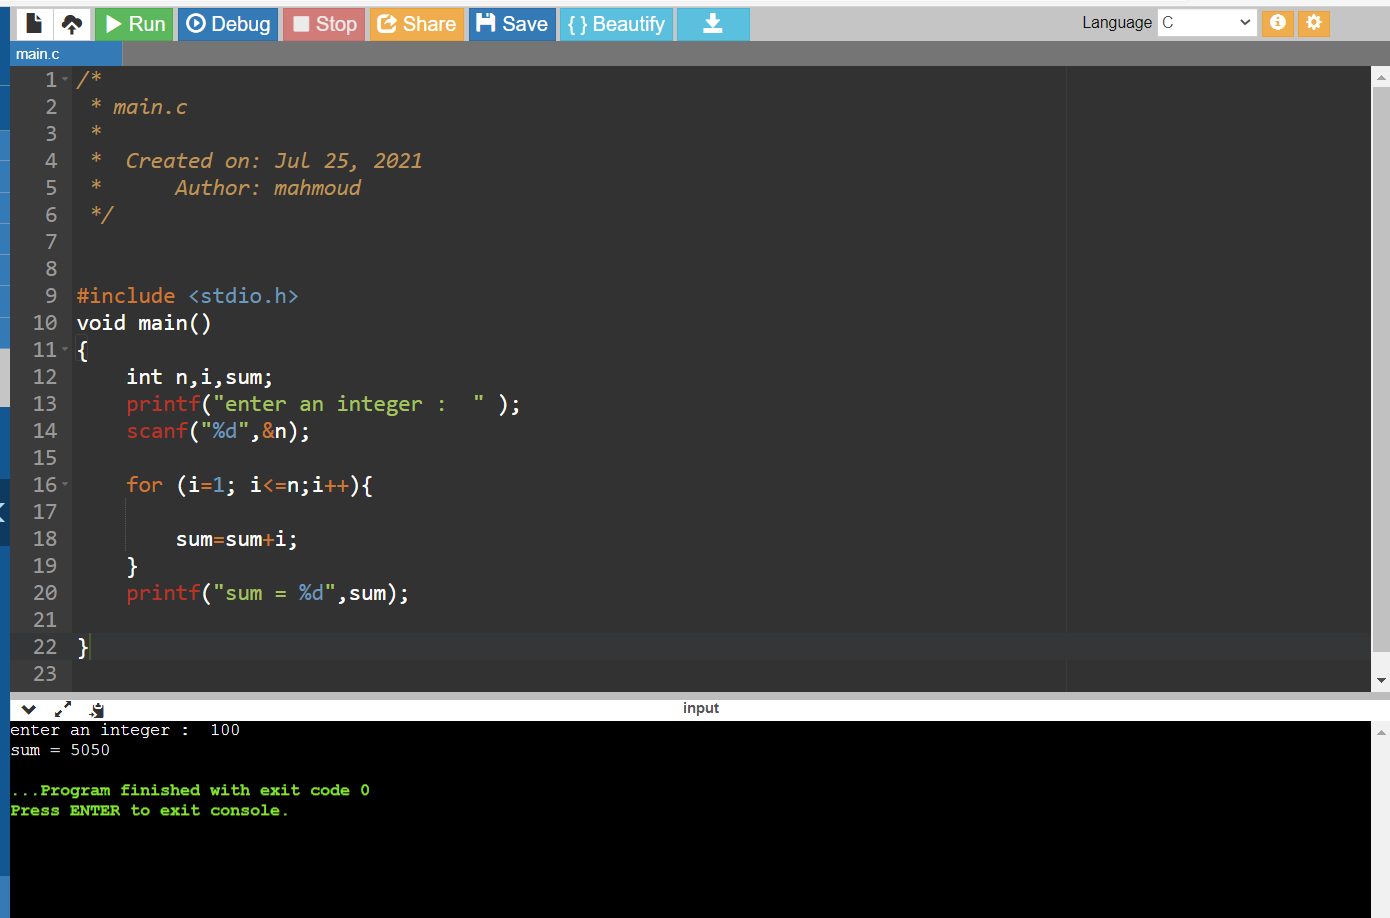 Run Debug Stop Share Save { } Beautify Language C
main.c
1 /*
2  * main.c
3  *
4  *  Created on: Jul 25, 2021
5  *      Author: mahmoud
6  */
7
8
9 #include <stdio.h>
10 void main()
11 {
12     int n,i,sum;
13     printf("enter an integer :  " );
14     scanf("%d",&n);
15
16     for (i=1; i<=n;i++){
17
18         sum=sum+i;
19     }
20     printf("sum = %d",sum);
21
22 }
23
input
enter an integer :  100
sum = 5050
...Program finished with exit code 0
Press ENTER to exit console.